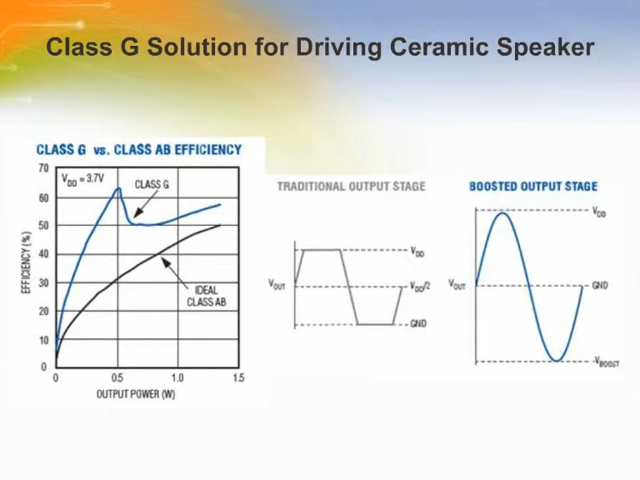 Class G Solution for Driving Ceramic Speaker
CLASS G vs. CLASS AB EFFICIENCY
70
60
50
40
30
20
10
0
EFFICIENCY (%)
VDD = 3.7V
CLASS G
IDEAL
CLASS AB
0
0.5
1.0
1.5
OUTPUT POWER (W)
TRADITIONAL OUTPUT STAGE
VOUT
VDD
VDD/2
GND
BOOSTED OUTPUT STAGE
VOUT
VDD
GND
-VBOOST